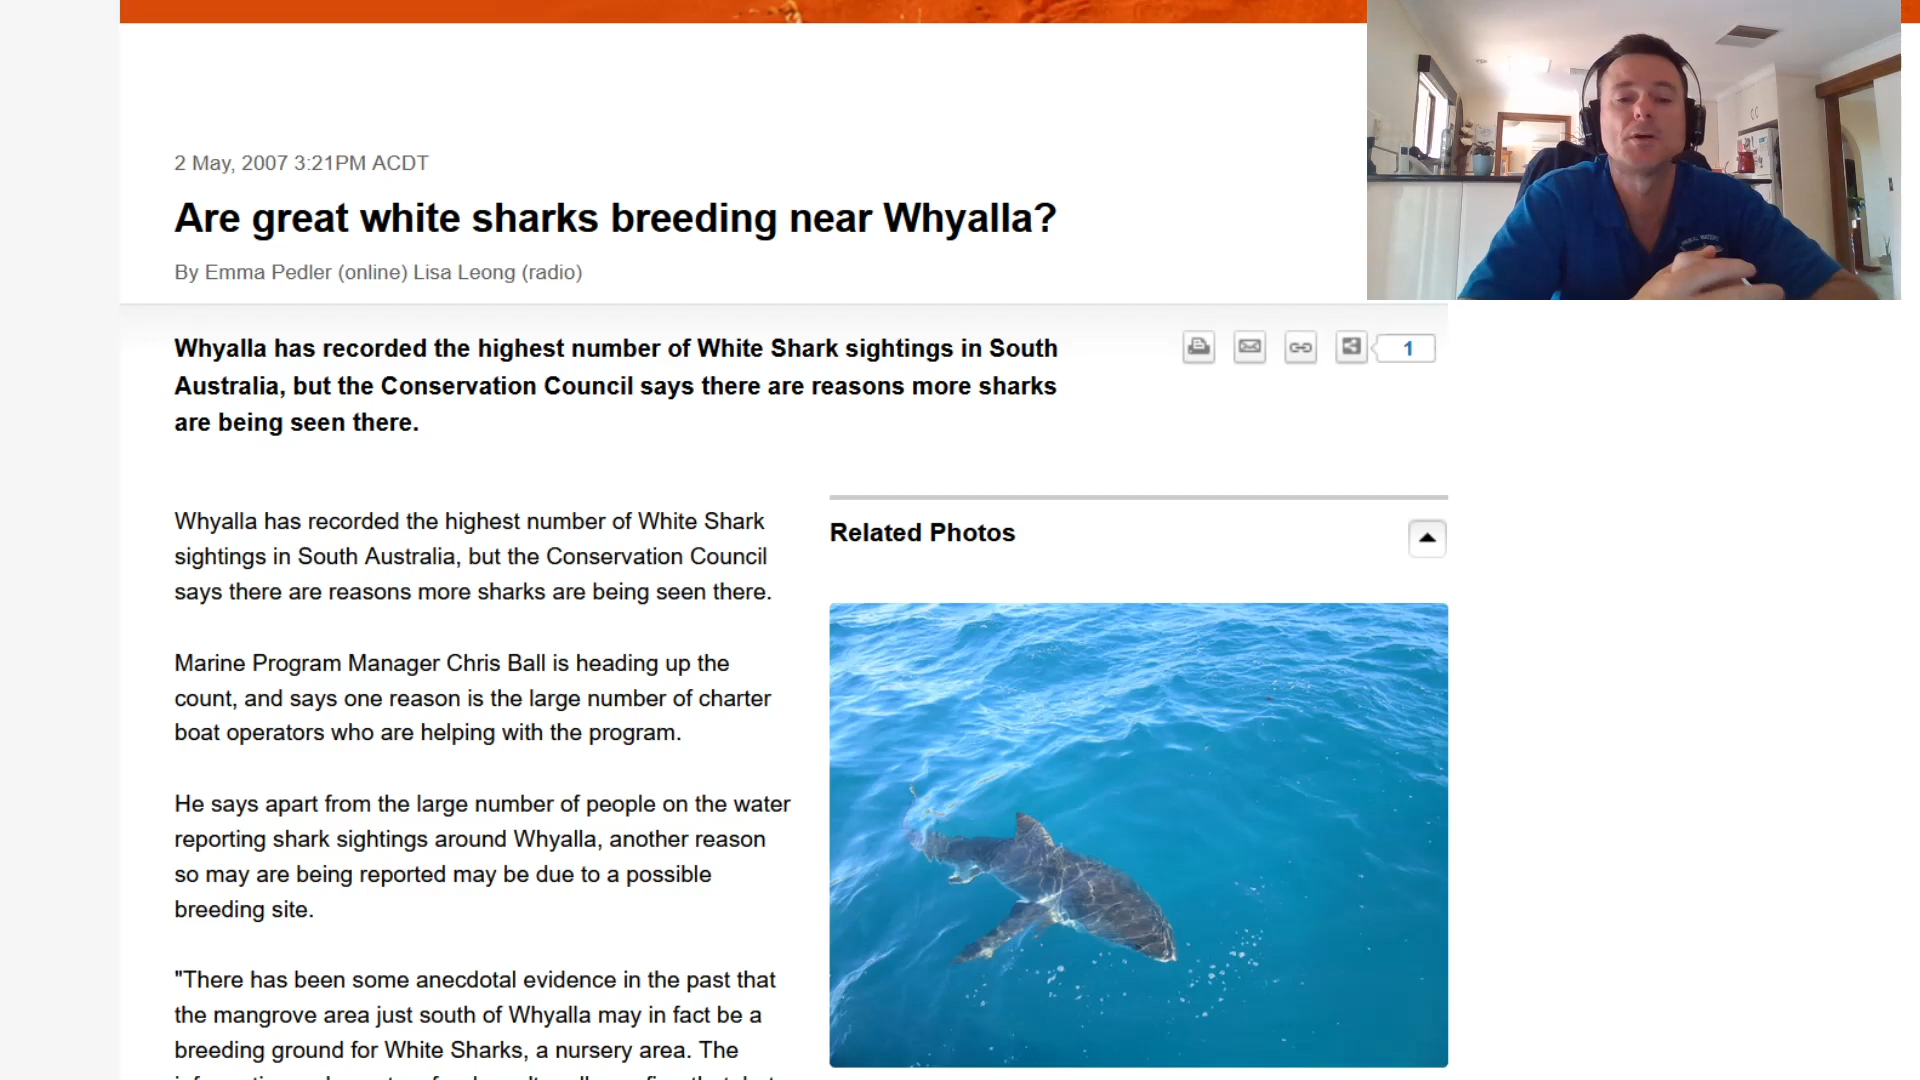 2 May, 2007 3:21PM ACDT
Are great white sharks breeding near Whyalla?
By Emma Pedler (online) Lisa Leong (radio)
Whyalla has recorded the highest number of White Shark sightings in South
Australia, but the Conservation Council says there are reasons more sharks
are being seen there.
1
Whyalla has recorded the highest number of White Shark
sightings in South Australia, but the Conservation Council
says there are reasons more sharks are being seen there.
Marine Program Manager Chris Ball is heading up the
count, and says one reason is the large number of charter
boat operators who are helping with the program.
He says apart from the large number of people on the water
reporting shark sightings around Whyalla, another reason
so may are being reported may be due to a possible
breeding site.
"There has been some anecdotal evidence in the past that
the mangrove area just south of Whyalla may in fact be a
breeding ground for White Sharks, a nursery area. The
Related Photos